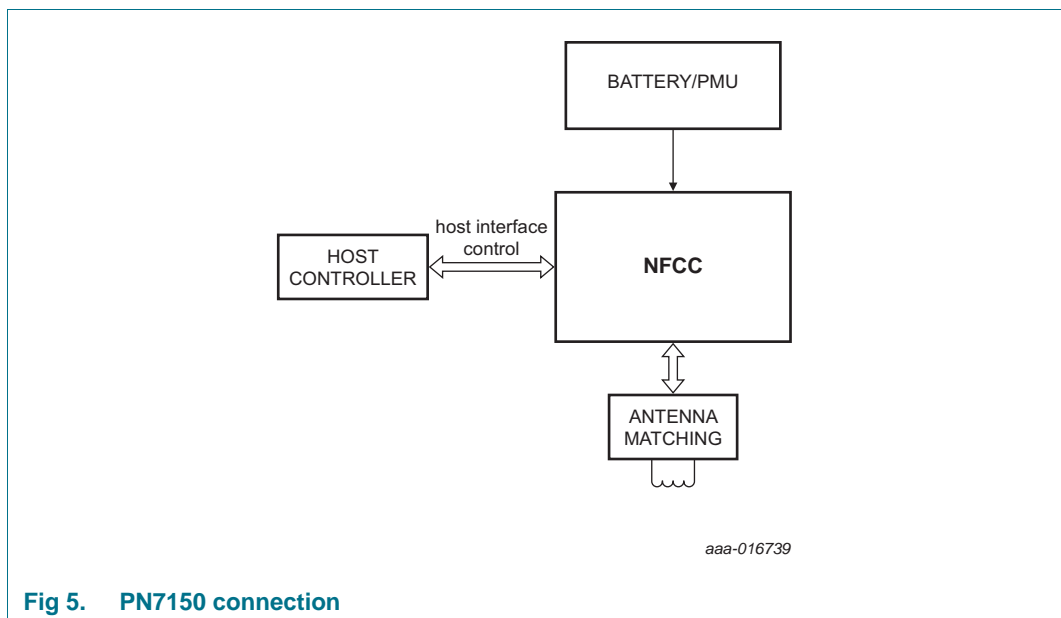 BATTERY/PMU
host interface
control
HOST
CONTROLLER
NFCC
ANTENNA
MATCHING
aaa-016739
Fig 5. PN7150 connection